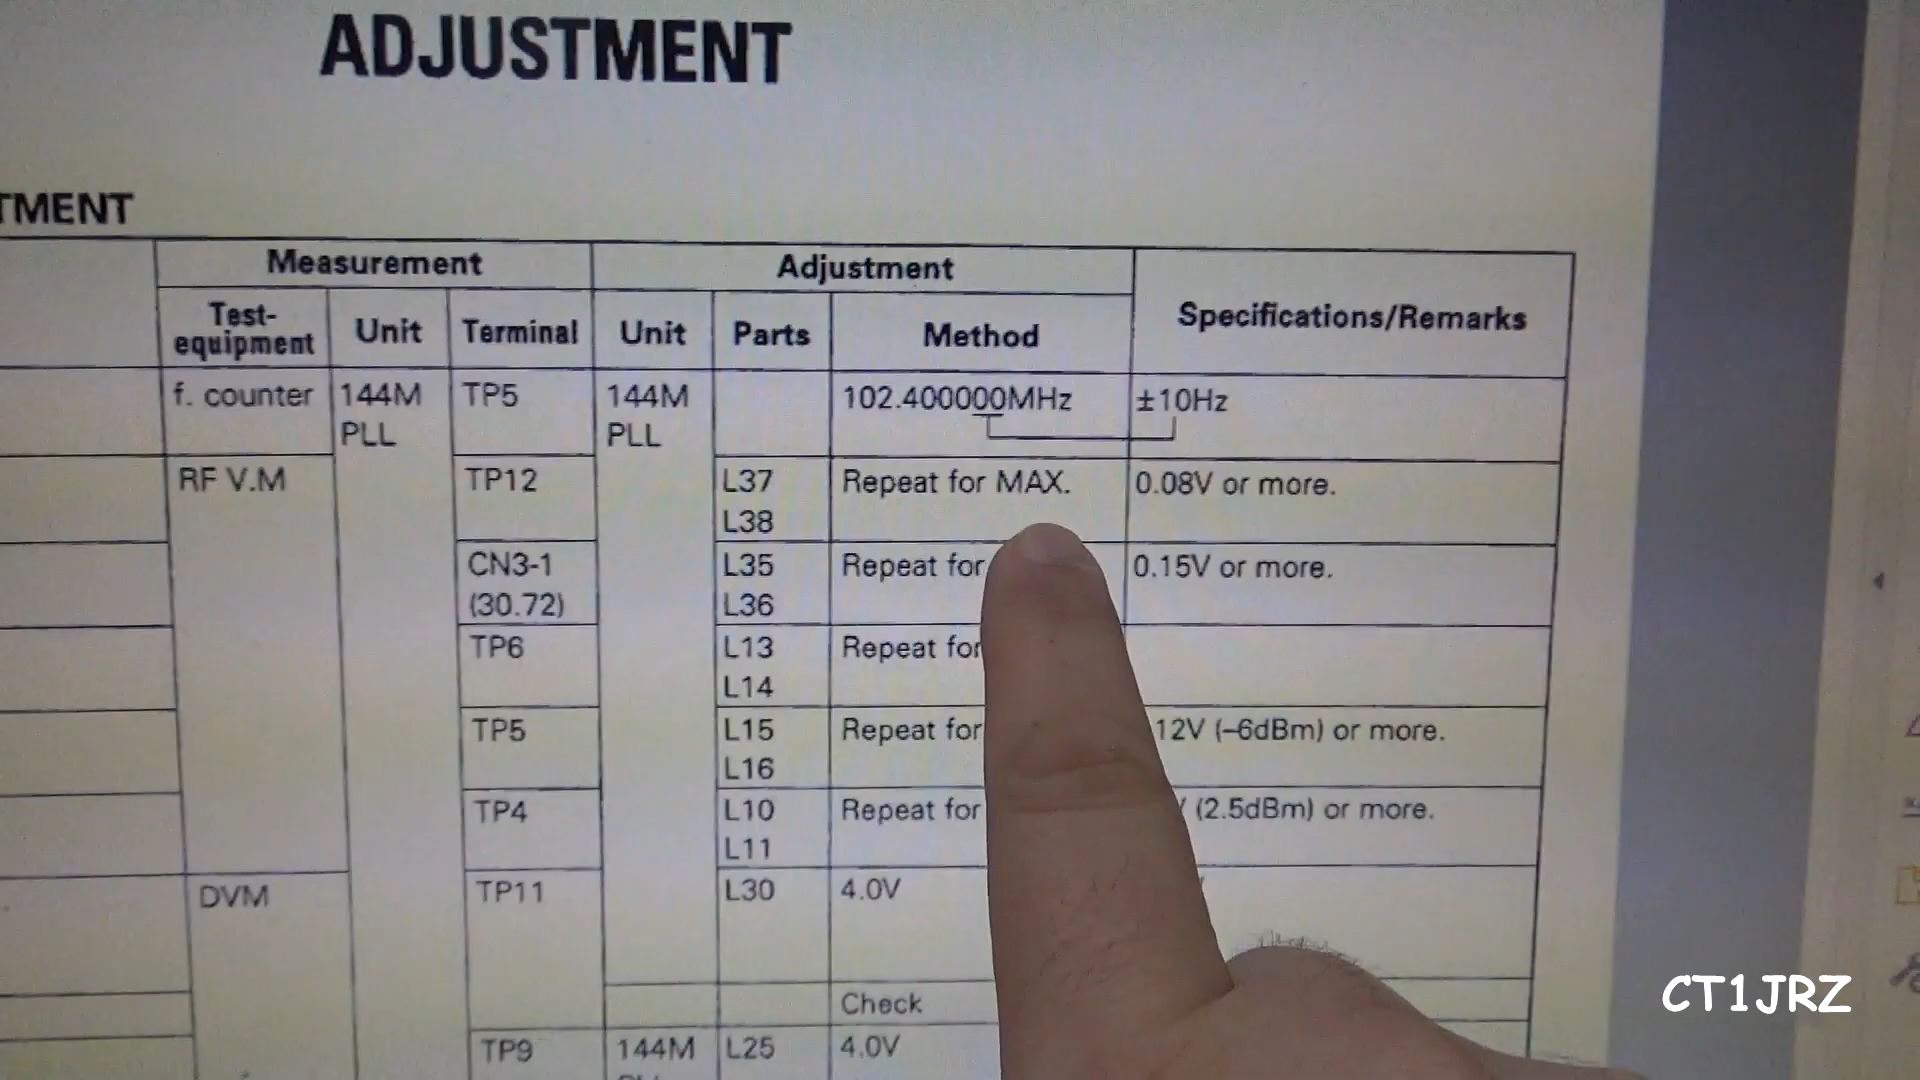 ADJUSTMENT
TMENT
Measurement
Adjustment
Specifications/Remarks
Test-
equipment
Unit
Terminal
Unit
Parts
Method
f. counter
144M
PLL
TP5
144M
PLL
102.400000MHz
±10Hz
RF V.M
TP12
L37
L38
Repeat for MAX.
0.08V or more.
CN3-1
(30.72)
L35
L36
Repeat for
0.15V or more.
TP6
L13
L14
Repeat for
TP5
L15
L16
Repeat for
12V (–6dBm) or more.
TP4
L10
L11
Repeat for
(2.5dBm) or more.
DVM
TP11
L30
4.0V
Check
TP9
144M
L25
4.0V
CT1JRZ